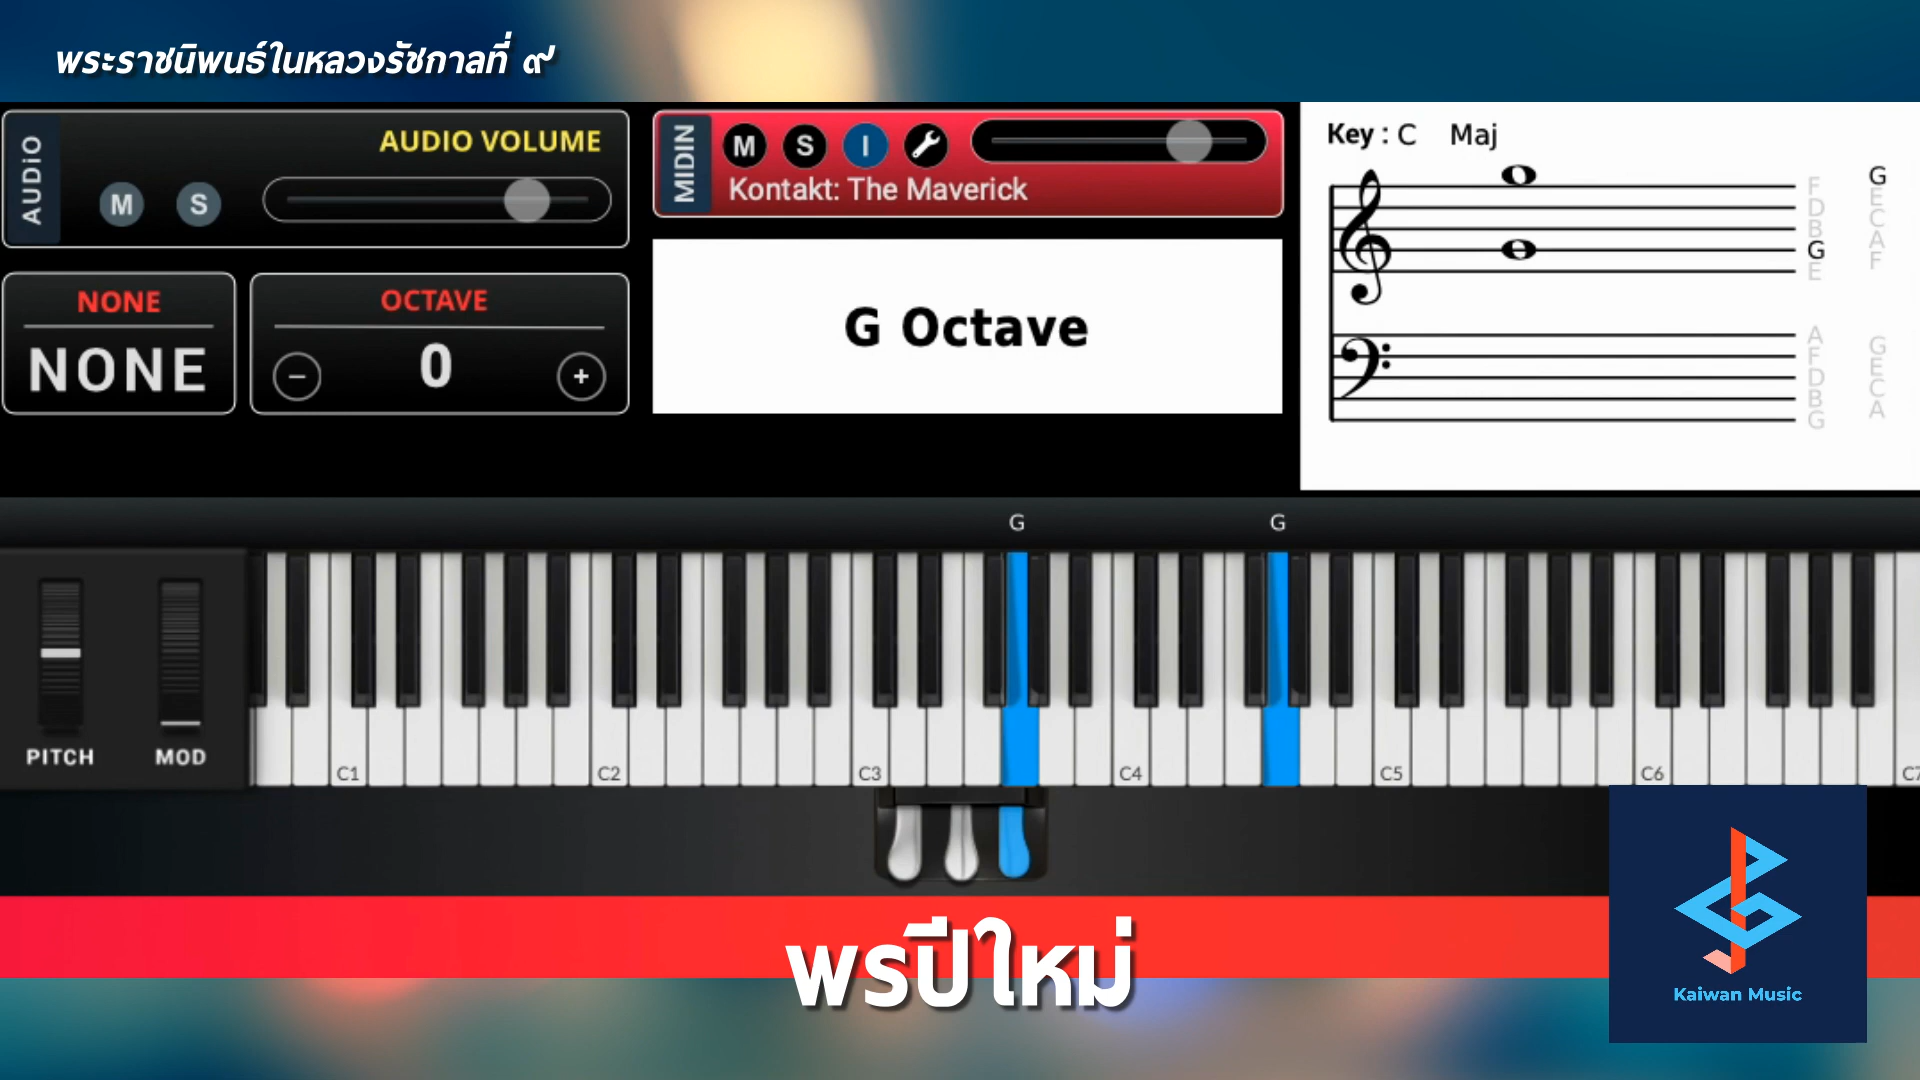 พระราชนิพนธ์ในหลวงรัชกาลที่ ๙
AUDiO
AUDIO VOLUME
M S
NONE
NONE
OCTAVE
− 0 +
MIDIN
M S I
Kontakt: The Maverick
G Octave
Key : C Maj
F
D
B
G
E
G
E
C
A
F
A
F
D
B
G
G
E
C
A
G G
PITCH MOD
C1 C2 C3 C4 C5 C6 C7
พรปีใหม่
Kaiwan Music